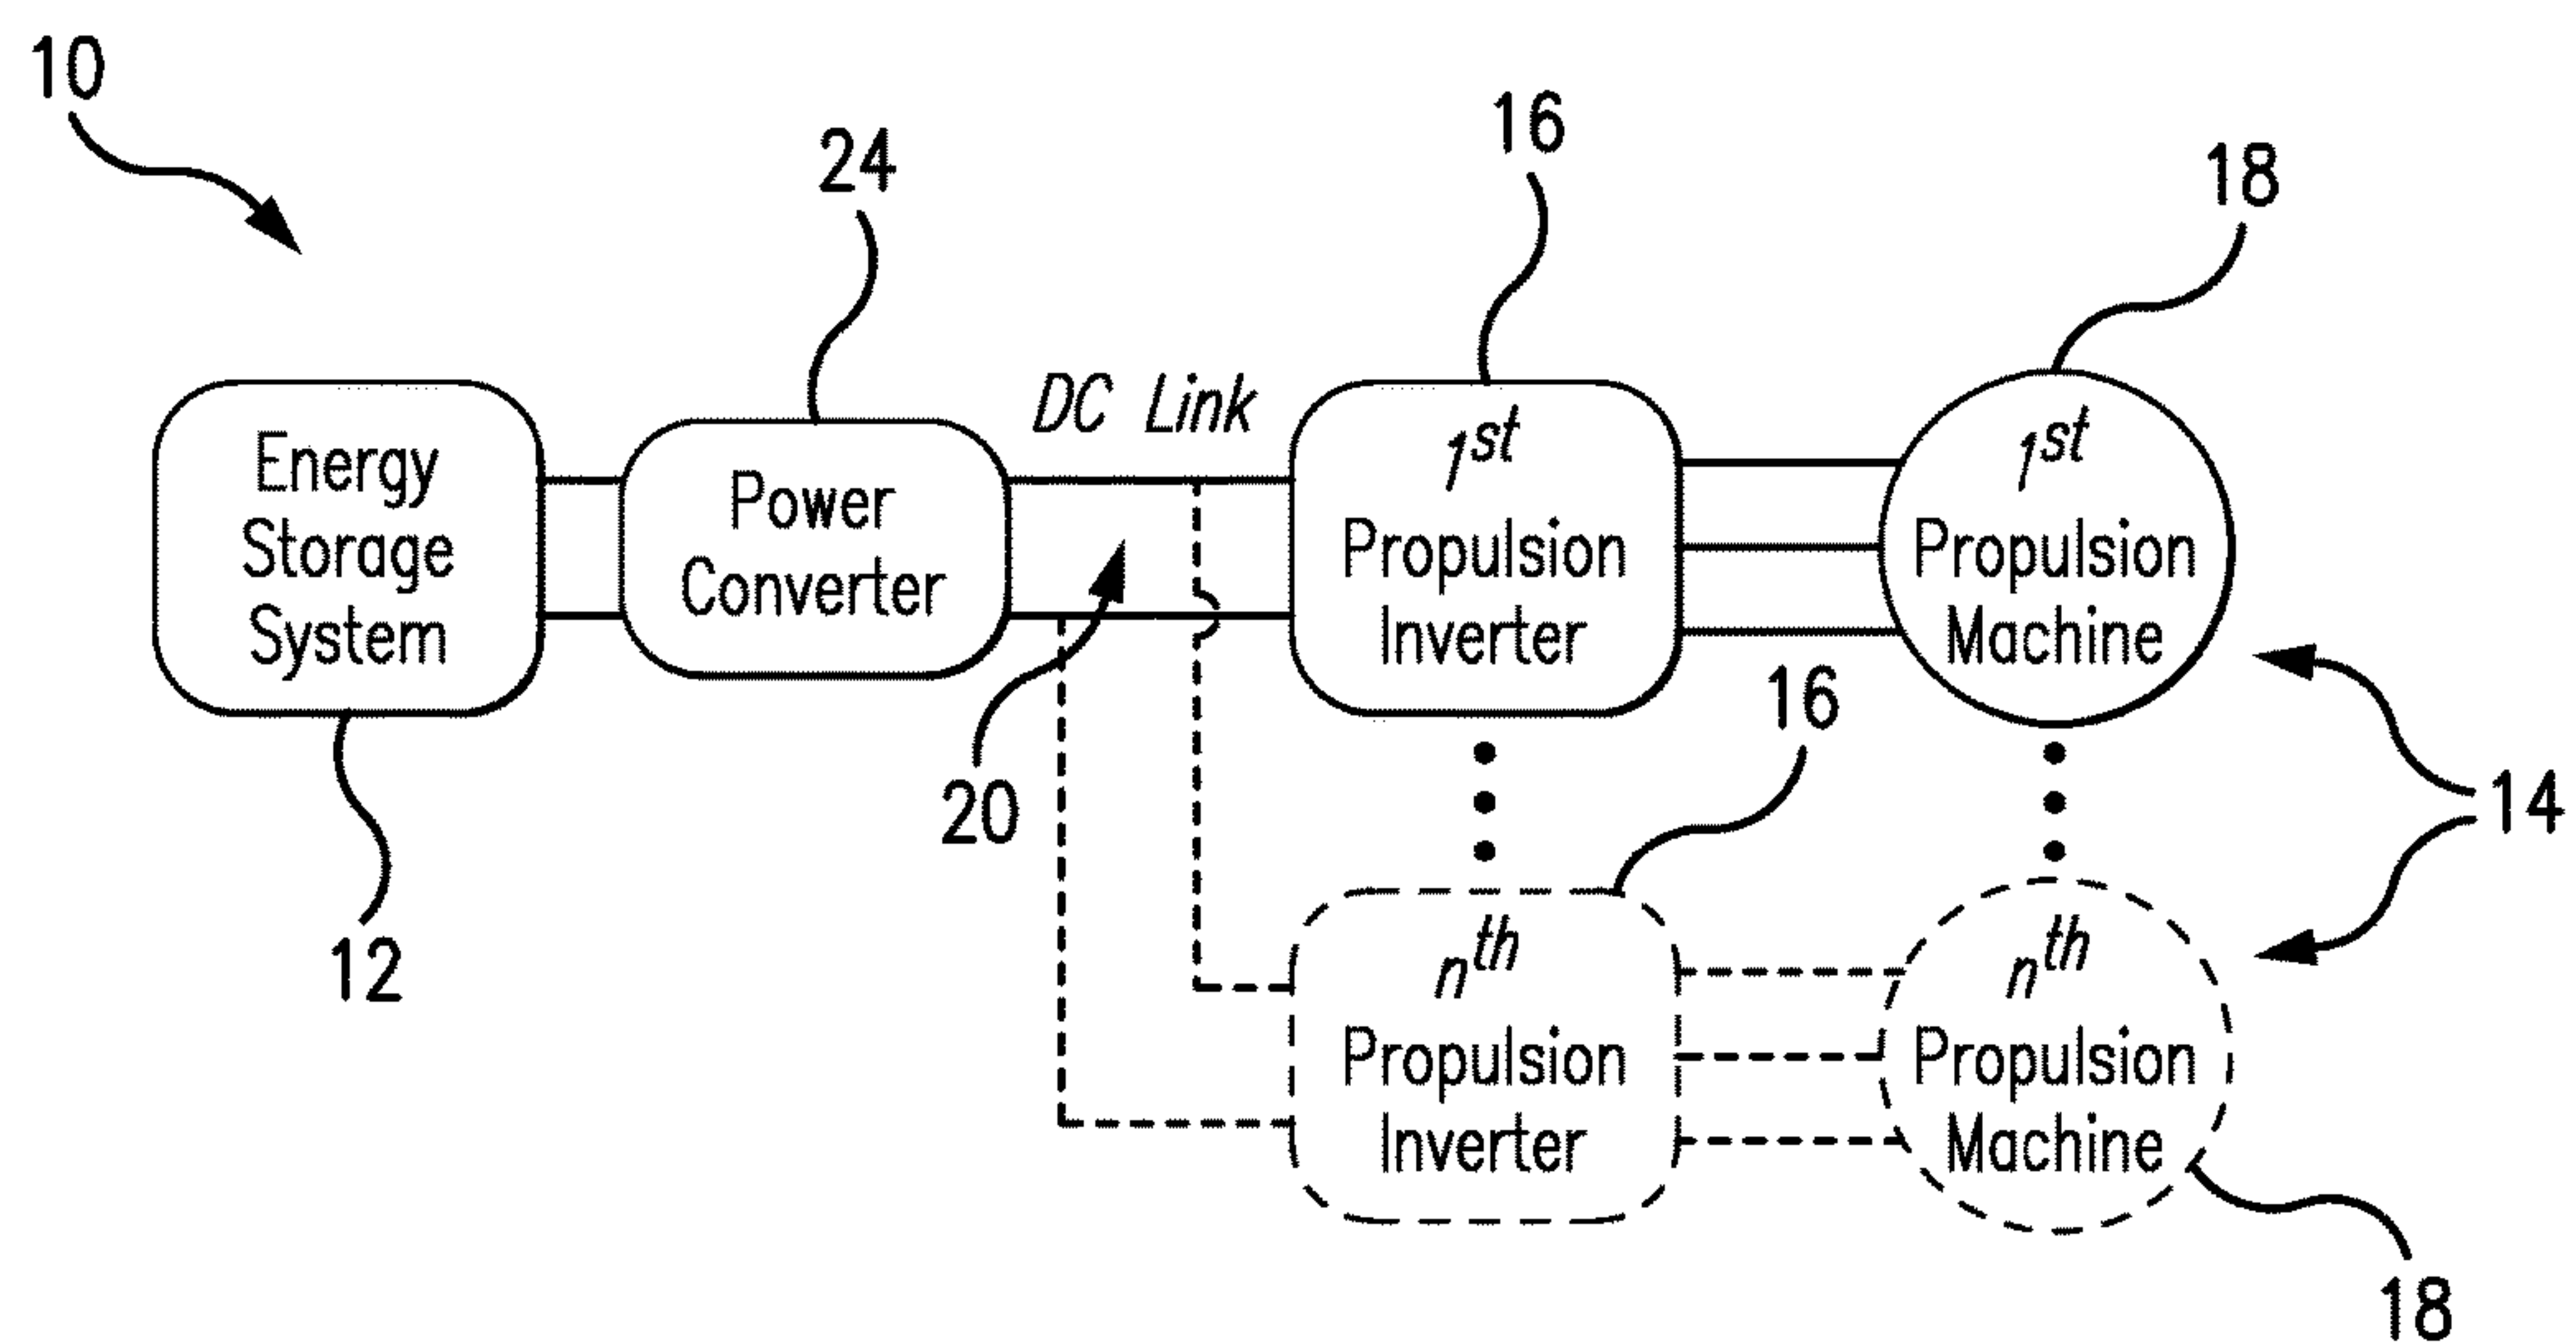 10
24
16
18
DC Link
Energy
Storage
System
Power
Converter
1st
Propulsion
Inverter
1st
Propulsion
Machine
16
14
20
12
nth
Propulsion
Inverter
nth
Propulsion
Machine
18